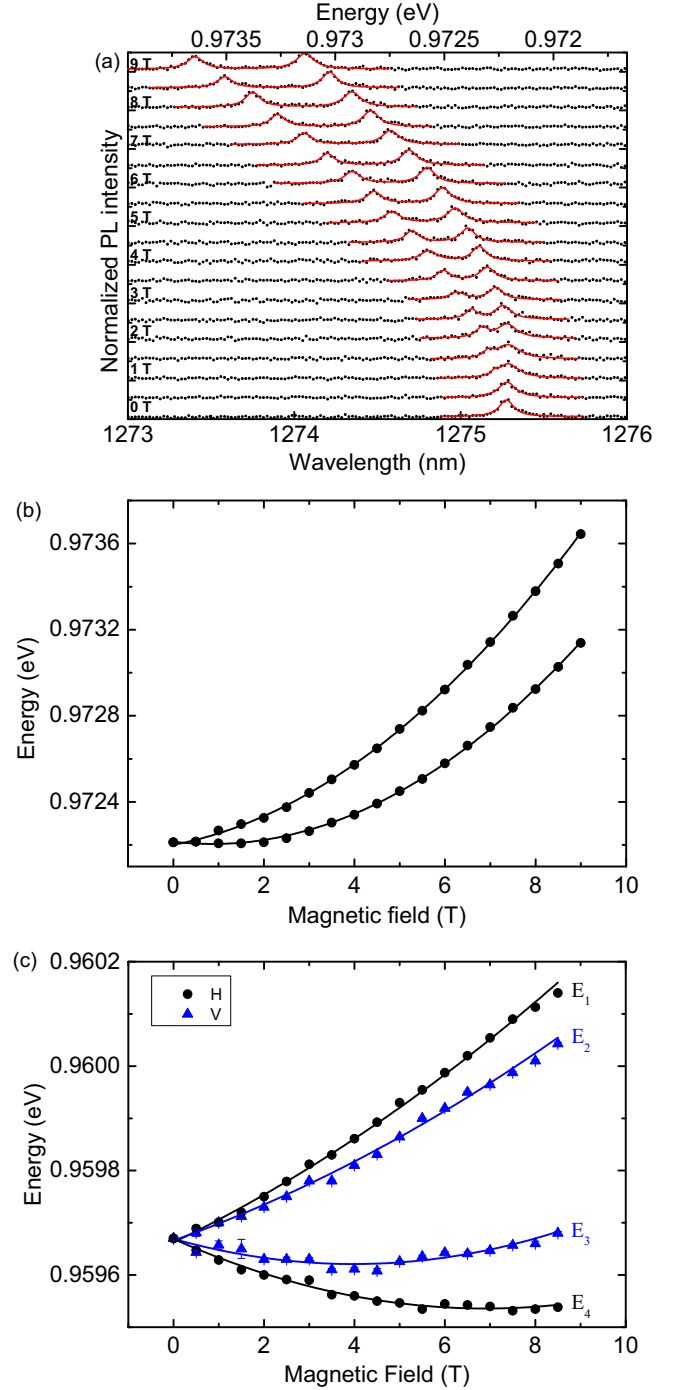 Energy (eV)
0.9735 0.973 0.9725 0.972
(a)
Normalized PL intensity
9 T
8 T
7 T
6 T
5 T
4 T
3 T
2 T
1 T
0 T
1273 1274 1275 1276
Wavelength (nm)
(b)
Energy (eV)
0.9736
0.9732
0.9728
0.9724
0 2 4 6 8 10
Magnetic field (T)
(c)
Energy (eV)
0.9602
0.9600
0.9598
0.9596
H
V
E1
E2
E3
E4
0 2 4 6 8 10
Magnetic Field (T)